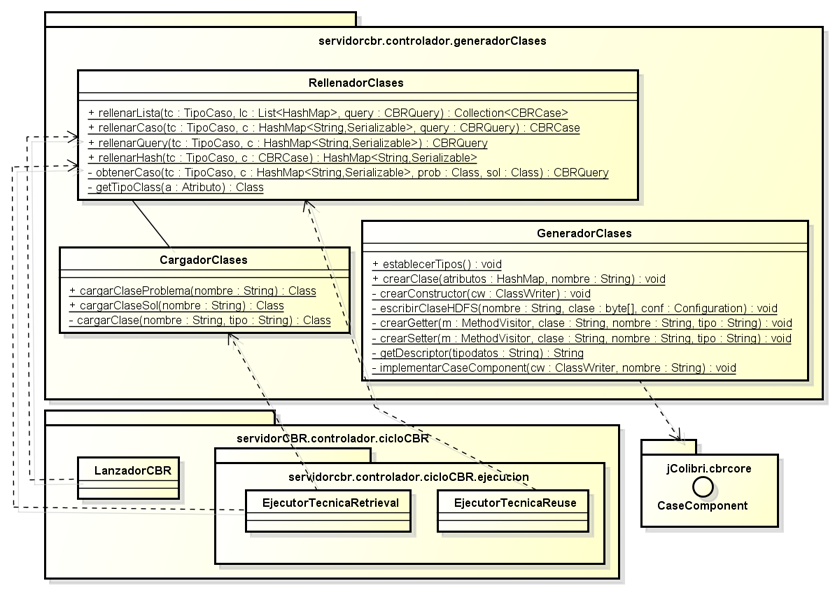 servidorcbr.controlador.generadorClases
RellenadorClases
+ rellenarLista(tc : TipoCaso, lc : List<HashMap>, query : CBRQuery) : Collection<CBRCase>
+ rellenarCaso(tc : TipoCaso, c : HashMap<String,Serializable>, query : CBRQuery) : CBRCase
+ rellenarQuery(tc : TipoCaso, c : HashMap<String,Serializable>) : CBRQuery
+ rellenarHash(tc : TipoCaso, c : CBRCase) : HashMap<String,Serializable>
- obtenerCaso(tc : TipoCaso, c : HashMap<String,Serializable>, prob : Class, sol : Class) : CBRQuery
- getTipoClass(a : Atributo) : Class
GeneradorClases
+ establecerTipos() : void
+ crearClase(atributos : HashMap, nombre : String) : void
- crearConstructor(cw : ClassWriter) : void
- escribirClaseHDFS(nombre : String, clase : byte[], conf : Configuration) : void
- crearGetter(m : MethodVisitor, clase : String, nombre : String, tipo : String) : void
- crearSetter(m : MethodVisitor, clase : String, nombre : String, tipo : String) : void
- getDescriptor(tipodatos : String) : String
- implementarCaseComponent(cw : ClassWriter, nombre : String) : void
CargadorClases
+ cargarClaseProblema(nombre : String) : Class
+ cargarClaseSol(nombre : String) : Class
- cargarClase(nombre : String, tipo : String) : Class
servidorCBR.controlador.cicloCBR
LanzadorCBR
servidorcbr.controlador.cicloCBR.ejecucion
EjecutorTecnicaRetrieval
EjecutorTecnicaReuse
jColibri.cbrcore
CaseComponent